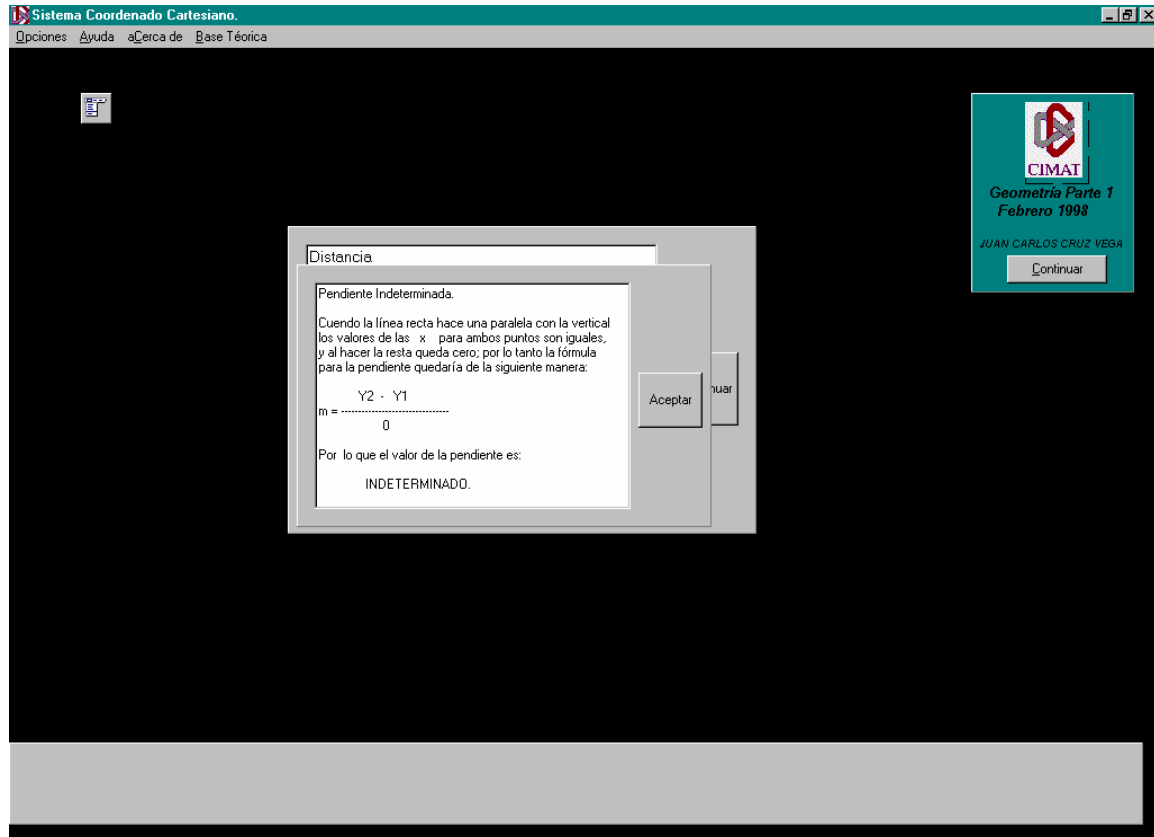 Sistema Coordenado Cartesiano.
Opciones Ayuda aCerca de Base Téorica
CIMAT
Geometría Parte 1
Febrero 1998
JUAN CARLOS CRUZ VEGA
Continuar
Distancia
Pendiente Indeterminada.
Cuendo la línea recta hace una paralela con la vertical
los valores de las x para ambos puntos son iguales,
y al hacer la resta queda cero; por lo tanto la fórmula
para la pendiente quedaría de la siguiente manera:
Y2 - Y1
m = ------------------------------
0
Por lo que el valor de la pendiente es:
INDETERMINADO.
Aceptar
nuar